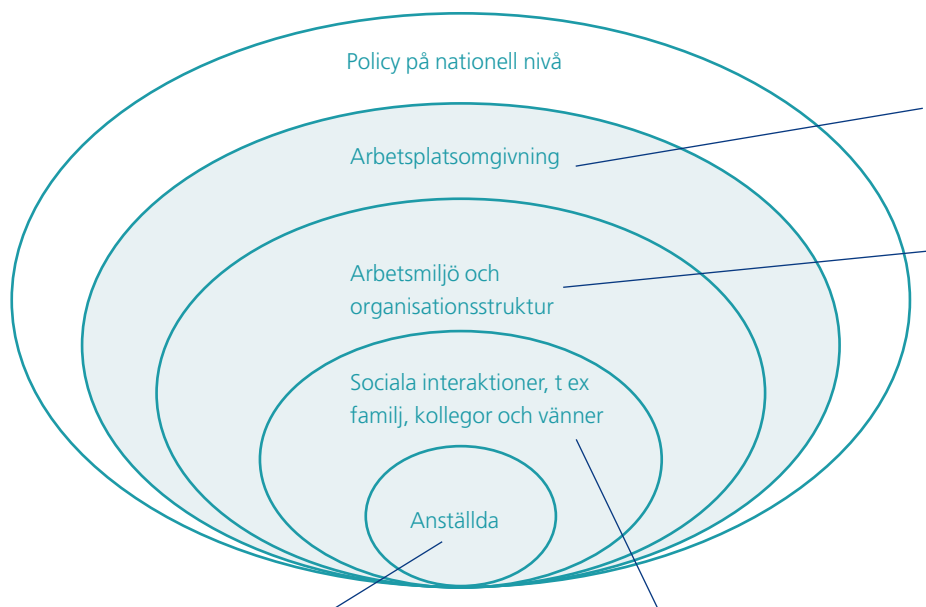 Policy på nationell nivå
Arbetsplatsomgivning
Arbetsmiljö och
organisationsstruktur
Sociala interaktioner, t ex
familj, kollegor och vänner
Anställda